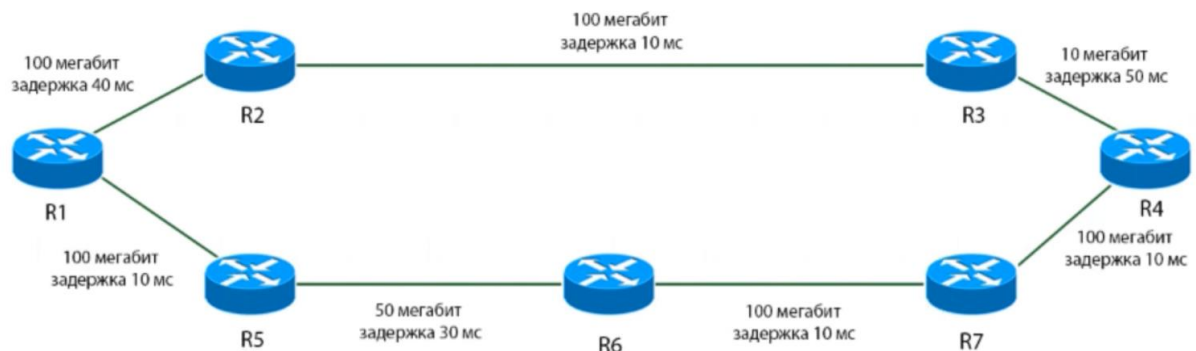 100 мегабит
задержка 10 мс
100 мегабит
задержка 40 мс
10 мегабит
задержка 50 мс
R2
R3
R1
R4
100 мегабит
задержка 10 мс
100 мегабит
задержка 10 мс
50 мегабит
задержка 30 мс
100 мегабит
задержка 10 мс
R5
R6
R7